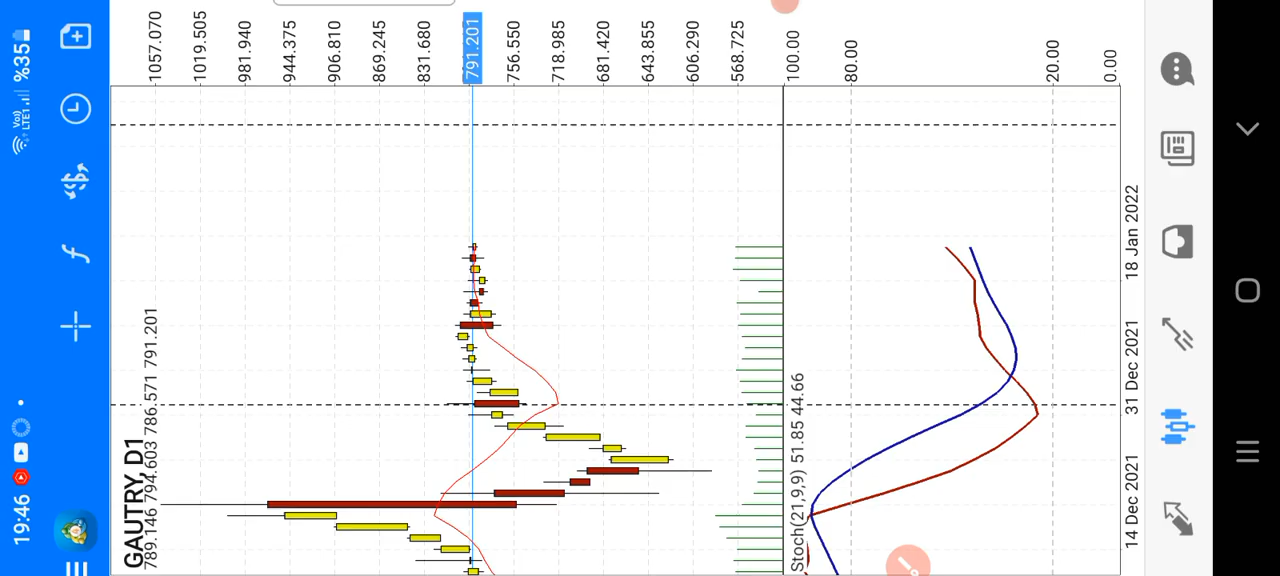 19:46
LTE1
%35
GAUTRY, D1
789.146 794.603 786.571 791.201
1057.070
1019.505
981.940
944.375
906.810
869.245
831.680
791.201
756.550
718.985
681.420
643.855
606.290
568.725
Stoch(21,9,9) 51.85 44.66
100.00
80.00
20.00
0.00
14 Dec 2021
31 Dec 2021
18 Jan 2022